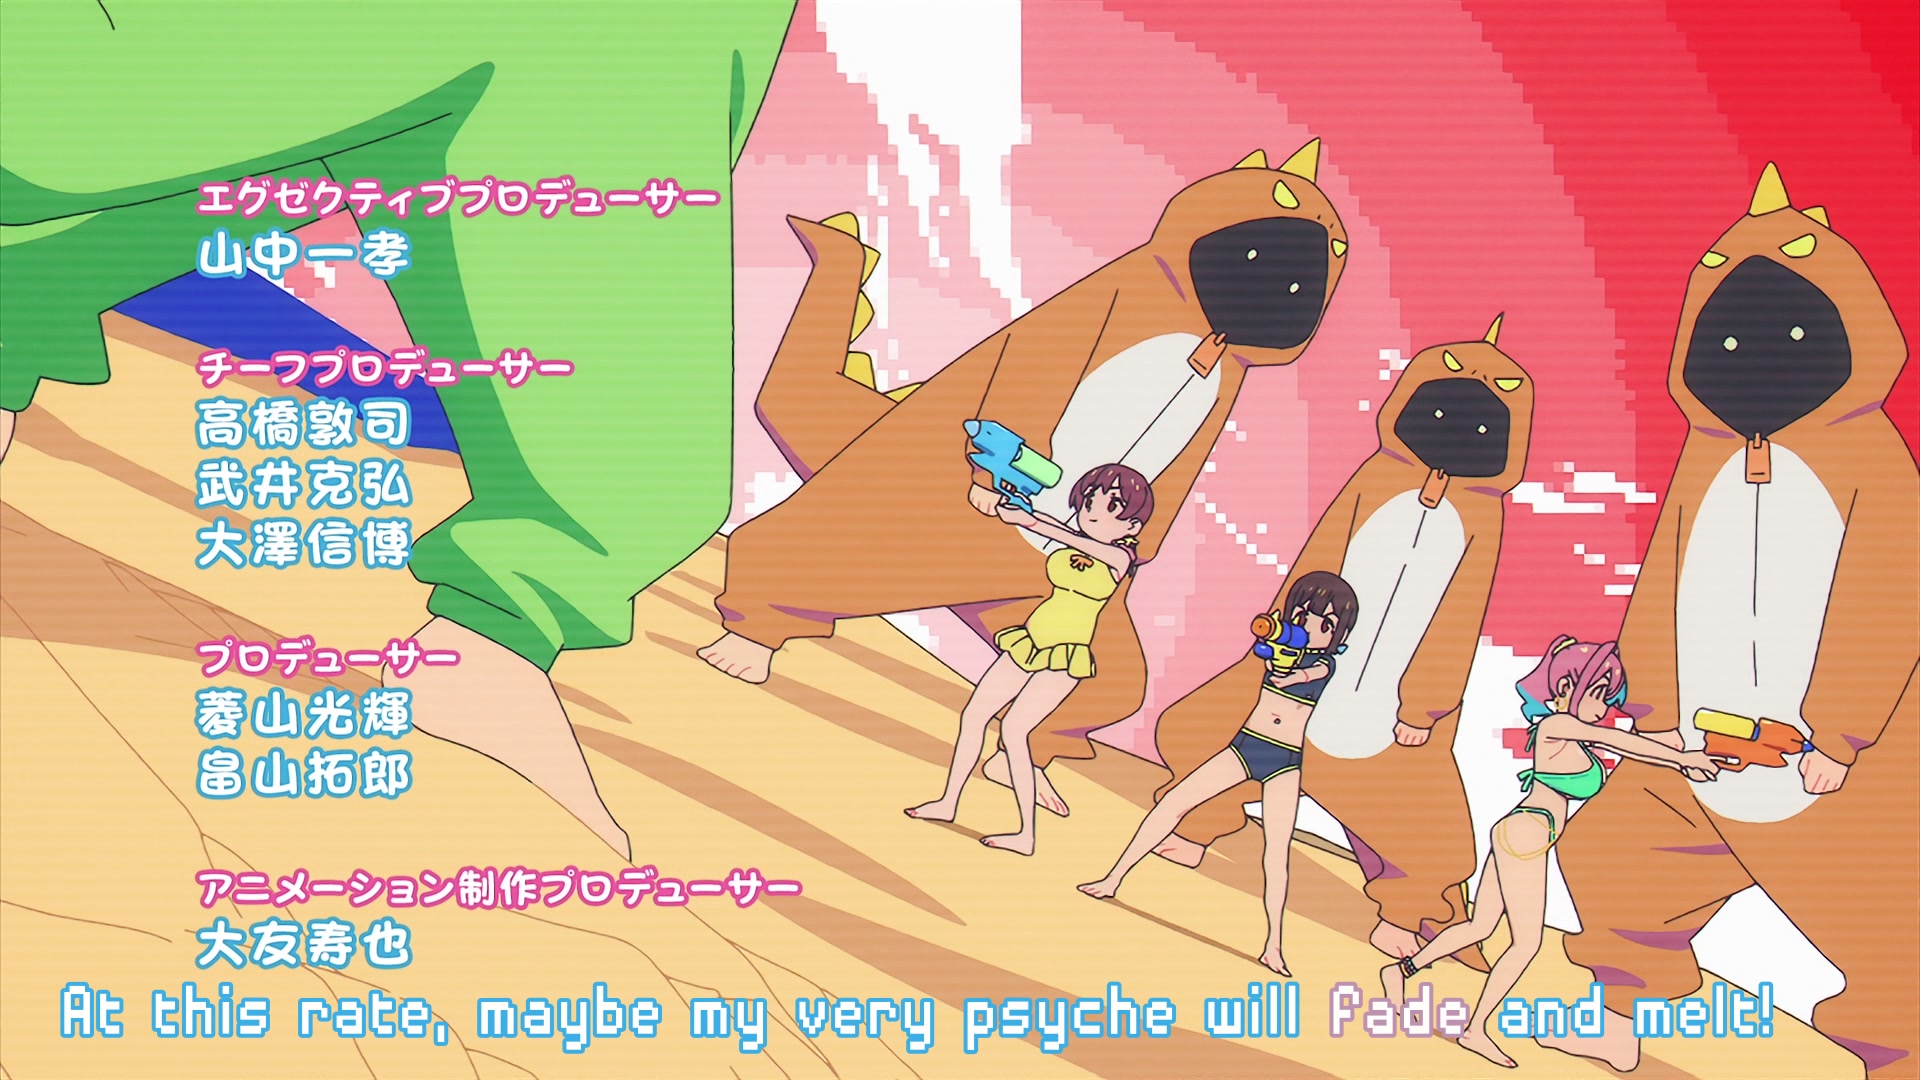 エグゼクティブプロデューサー
山中一孝
チーフプロデューサー
高橋敦司
武井克弘
大澤信博
プロデューサー
菱山光輝
畠山拓郎
アニメーション制作プロデューサー
大友寿也
At this rate, maybe my very psyche will fade and melt!